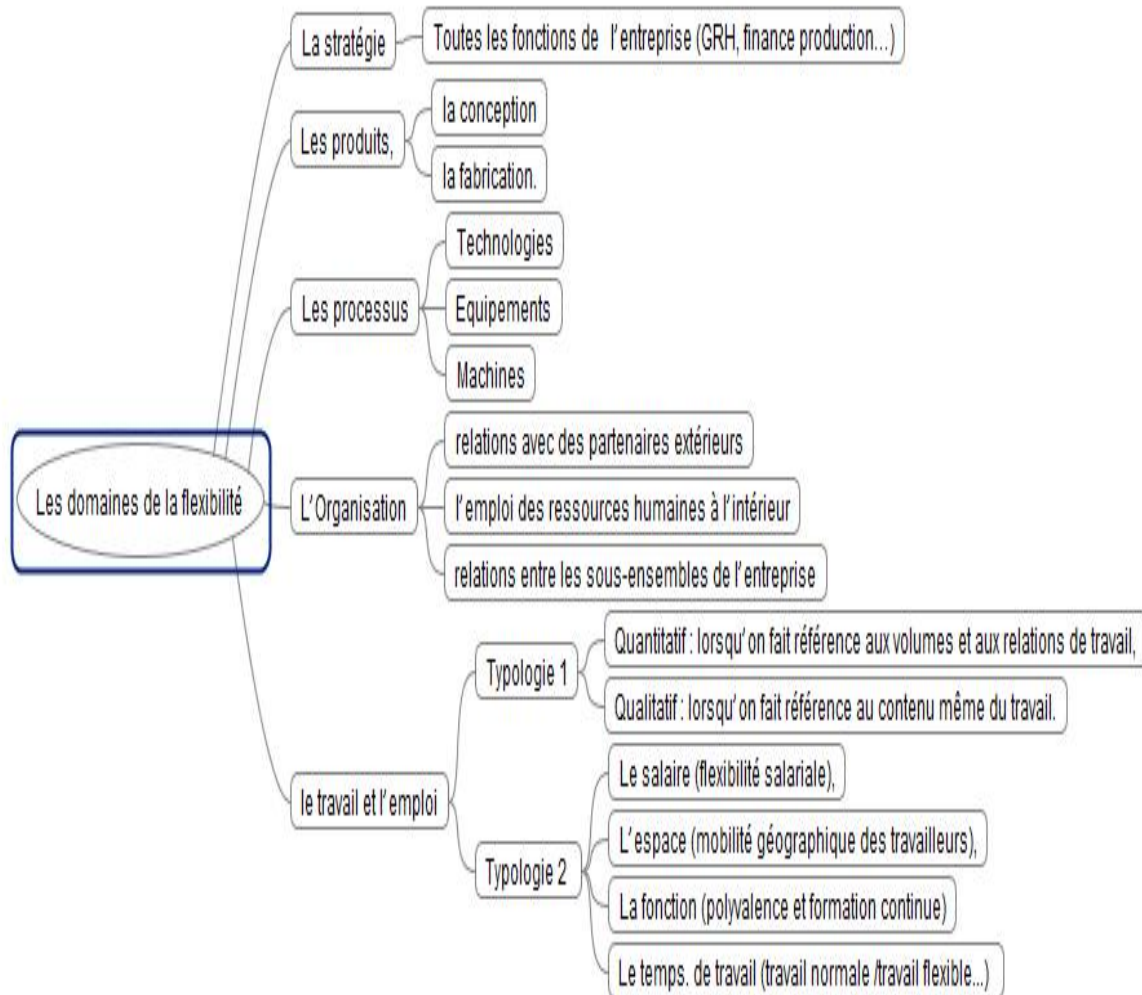 Les domaines de la flexibilité
La stratégie
Toutes les fonctions de l'entreprise (GRH, finance production...)
Les produits,
la conception
la fabrication.
Les processus
Technologies
Equipements
Machines
L'Organisation
relations avec des partenaires extérieurs
l'emploi des ressources humaines à l'intérieur
relations entre les sous-ensembles de l'entreprise
le travail et l'emploi
Typologie 1
Quantitatif : lorsqu'on fait référence aux volumes et aux relations de travail,
Qualitatif : lorsqu'on fait référence au contenu même du travail.
Typologie 2
Le salaire (flexibilité salariale),
L'espace (mobilité géographique des travailleurs),
La fonction (polyvalence et formation continue)
Le temps. de travail (travail normale /travail flexible...)